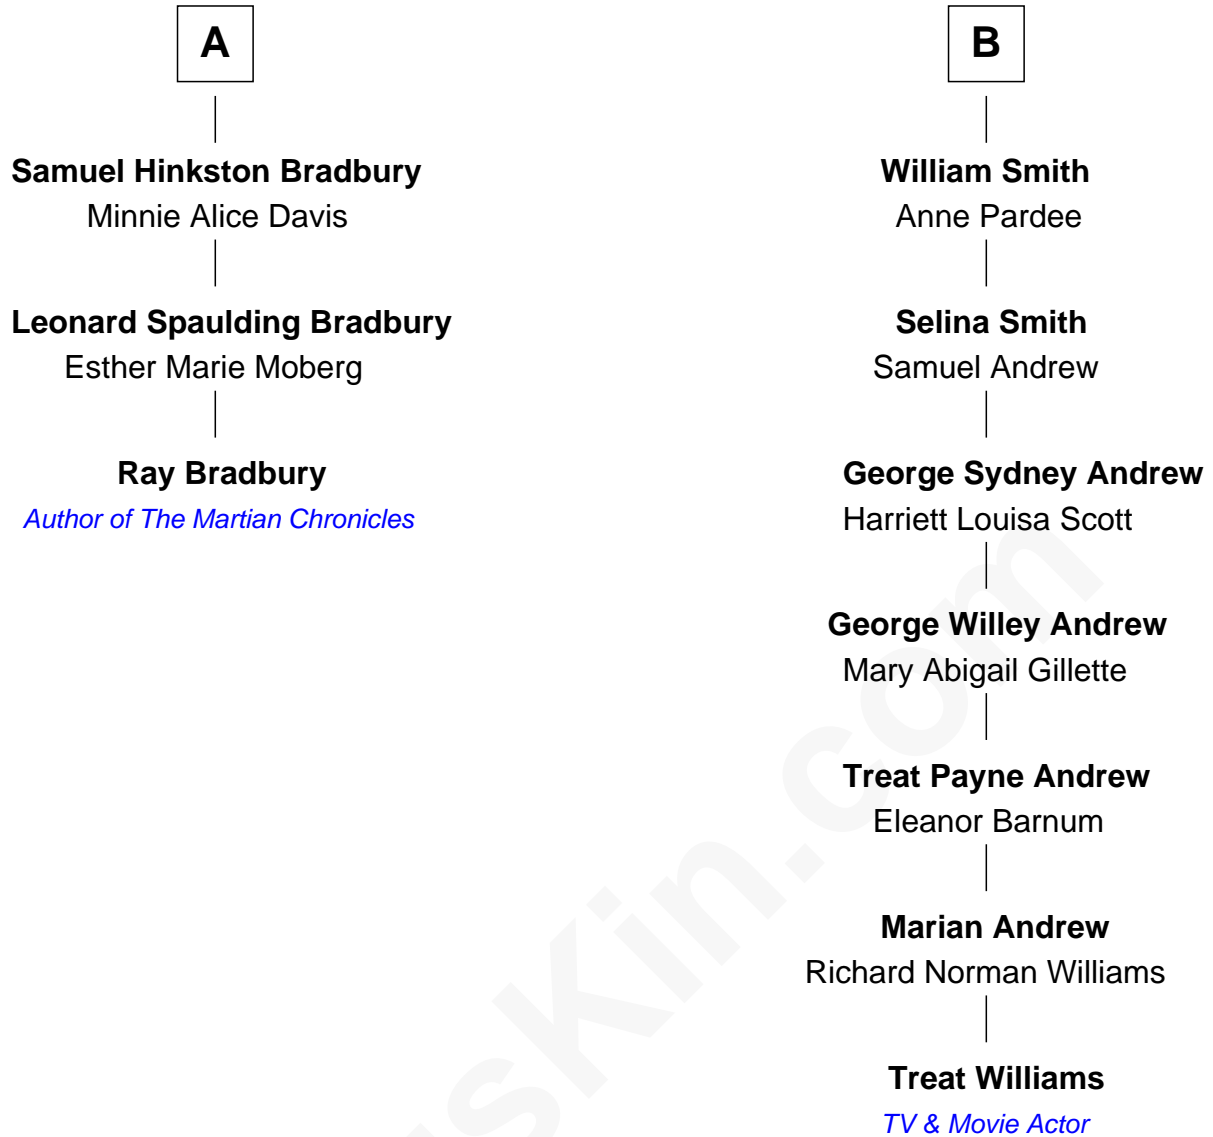 A
Samuel Hinkston Bradbury
Minnie Alice Davis
Leonard Spaulding Bradbury
Esther Marie Moberg
Ray Bradbury
Author of The Martian Chronicles
B
William Smith
Anne Pardee
Selina Smith
Samuel Andrew
George Sydney Andrew
Harriett Louisa Scott
George Willey Andrew
Mary Abigail Gillette
Treat Payne Andrew
Eleanor Barnum
Marian Andrew
Richard Norman Williams
Treat Williams
TV & Movie Actor
usKin.com